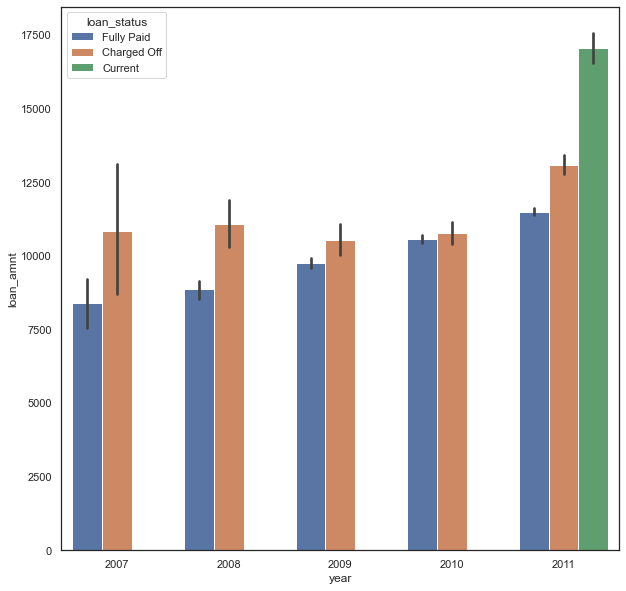 loan_status
Fully Paid
Charged Off
Current
17500
15000
12500
10000
7500
5000
2500
0
loan_amnt
2007 2008 2009 2010 2011
year